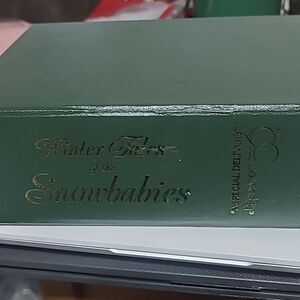 Winter Tales
of the
Snowbabies
"A SPECIAL DELIVERY"